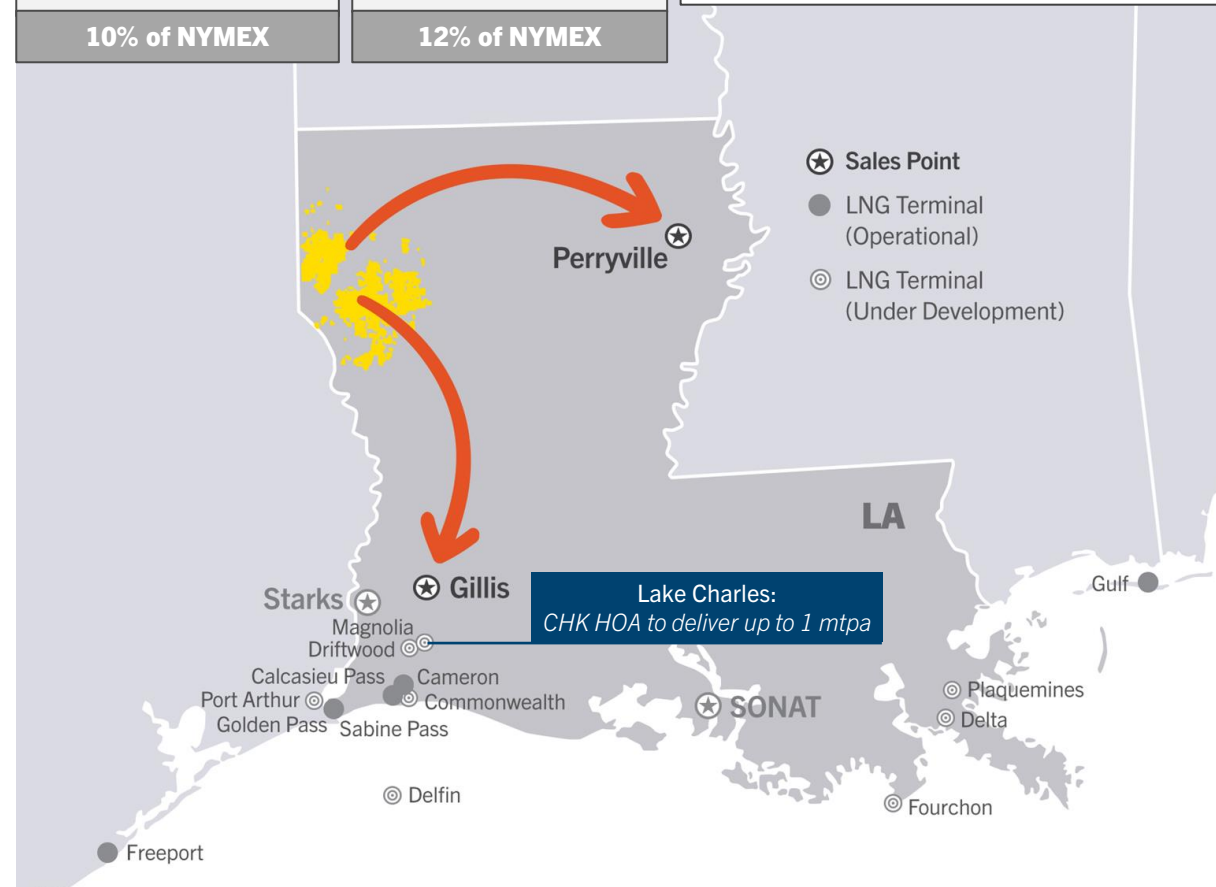 10% of NYMEX
12% of NYMEX
Sales Point
LNG Terminal
(Operational)
LNG Terminal
(Under Development)
Perryville
LA
Gillis
Starks
Lake Charles:
CHK HOA to deliver up to 1 mtpa
Gulf
Magnolia
Driftwood
Calcasieu Pass
Cameron
Port Arthur
Commonwealth
Golden Pass
Sabine Pass
SONAT
Plaquemines
Delta
Delfin
Fourchon
Freeport